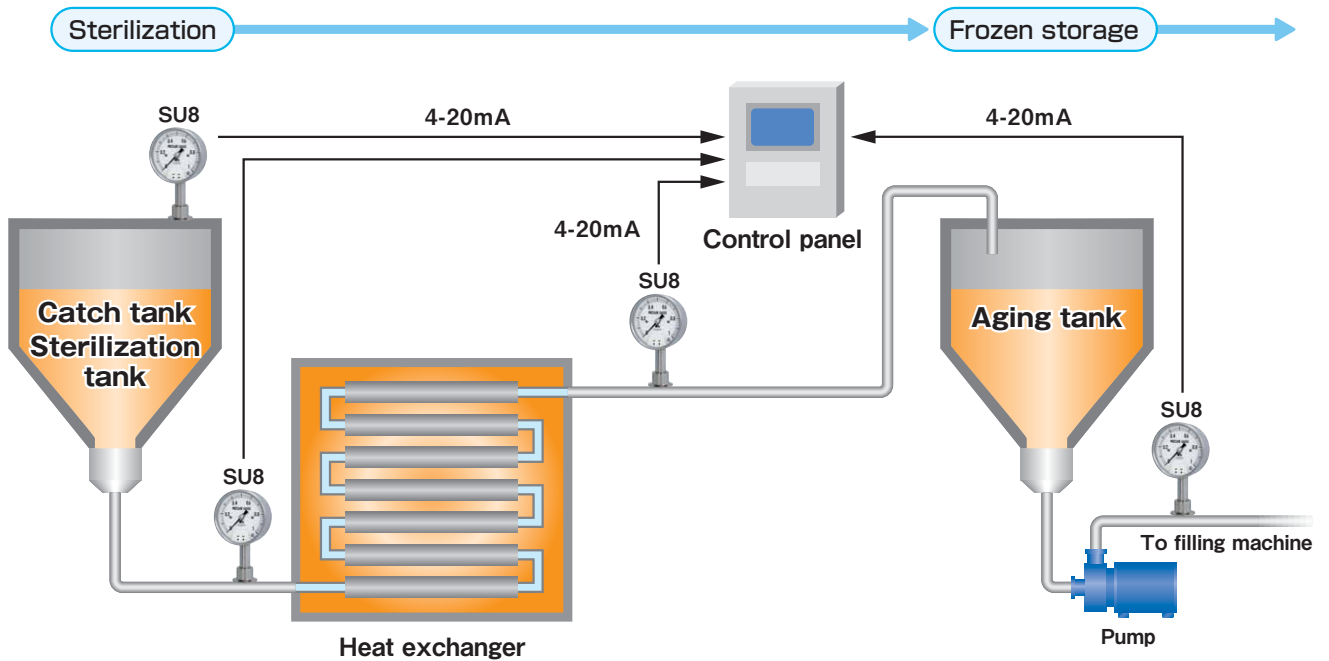 Sterilization
Frozen storage
SU8
4-20mA
4-20mA
4-20mA
Control panel
SU8
Catch tank
Sterilization
tank
Aging tank
SU8
SU8
To filling machine
Heat exchanger
Pump